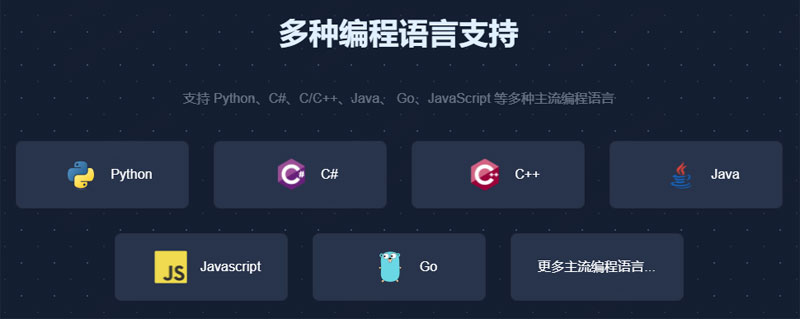 多种编程语言支持
支持 Python、C#、C/C++、Java、 Go、JavaScript 等多种主流编程语言
Python
C#
C++
Java
JS
Javascript
Go
更多主流编程语言...